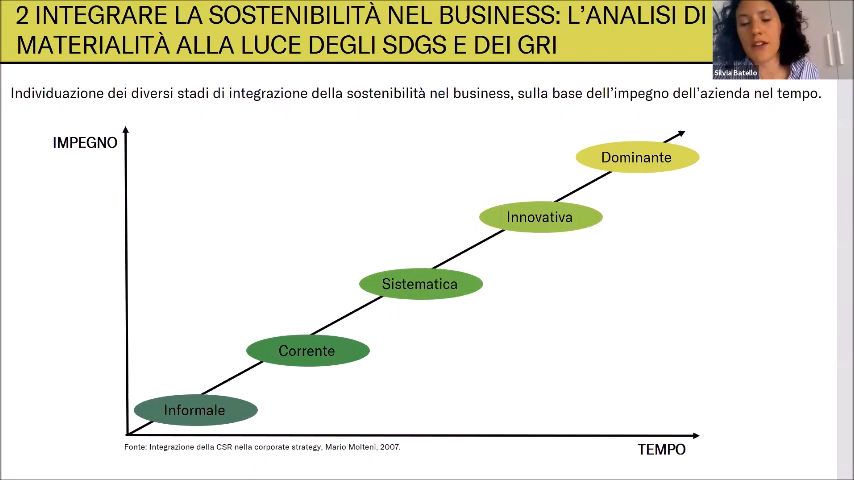 2 INTEGRARE LA SOSTENIBILITÀ NEL BUSINESS: L'ANALISI DI
MATERIALITÀ ALLA LUCE DEGLI SDGS E DEI GRI
Silvia Batello
Individuazione dei diversi stadi di integrazione della sostenibilità nel business, sulla base dell'impegno dell'azienda nel tempo.
IMPEGNO
Dominante
Innovativa
Sistematica
Corrente
Informale
Fonte: Integrazione della CSR nella corporate strategy, Mario Molteni, 2007.
TEMPO